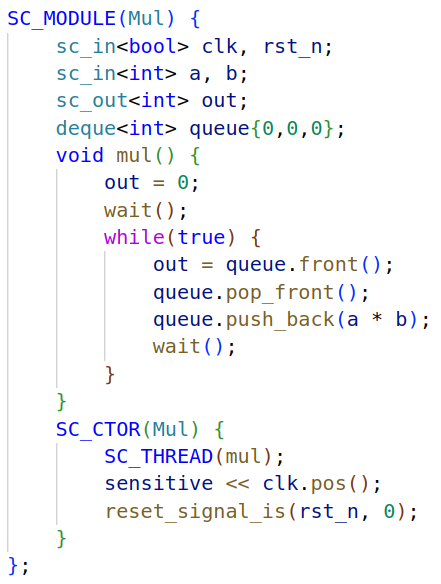 SC_MODULE(Mul) {
    sc_in<bool> clk, rst_n;
    sc_in<int> a, b;
    sc_out<int> out;
    deque<int> queue{0,0,0};
    void mul() {
        out = 0;
        wait();
        while(true) {
            out = queue.front();
            queue.pop_front();
            queue.push_back(a * b);
            wait();
        }
    }
    SC_CTOR(Mul) {
        SC_THREAD(mul);
        sensitive << clk.pos();
        reset_signal_is(rst_n, 0);
    }
};